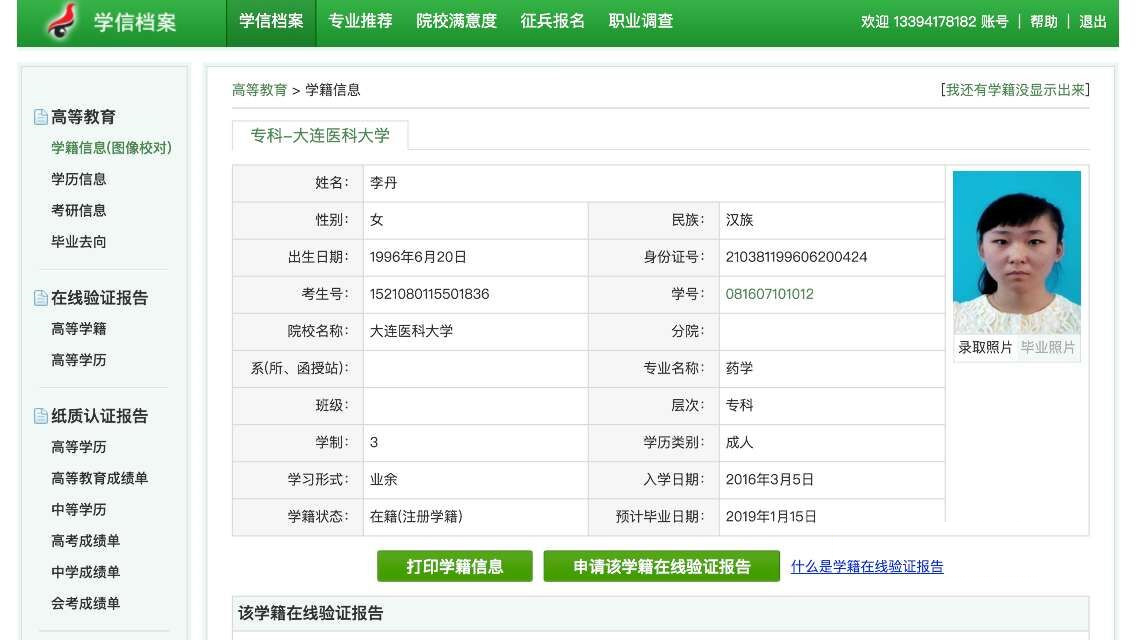 学信档案 学信档案 专业推荐 院校满意度 征兵报名 职业调查 欢迎 13394178182 账号 | 帮助 | 退出
高等教育 > 学籍信息 [我还有学籍没显示出来]
高等教育
学籍信息(图像校对)
学历信息
考研信息
毕业去向
在线验证报告
高等学籍
高等学历
纸质认证报告
高等学历
高等教育成绩单
中等学历
高考成绩单
中学成绩单
会考成绩单
专科-大连医科大学
姓名: 李丹
性别: 女 民族: 汉族
出生日期: 1996年6月20日 身份证号: 210381199606200424
考生号: 1521080115501836 学号: 081607101012
院校名称: 大连医科大学 分院:
系(所、函授站): 专业名称: 药学
班级: 层次: 专科
学制: 3 学历类别: 成人
学习形式: 业余 入学日期: 2016年3月5日
学籍状态: 在籍(注册学籍) 预计毕业日期: 2019年1月15日
录取照片 毕业照片
打印学籍信息 申请该学籍在线验证报告 什么是学籍在线验证报告
该学籍在线验证报告